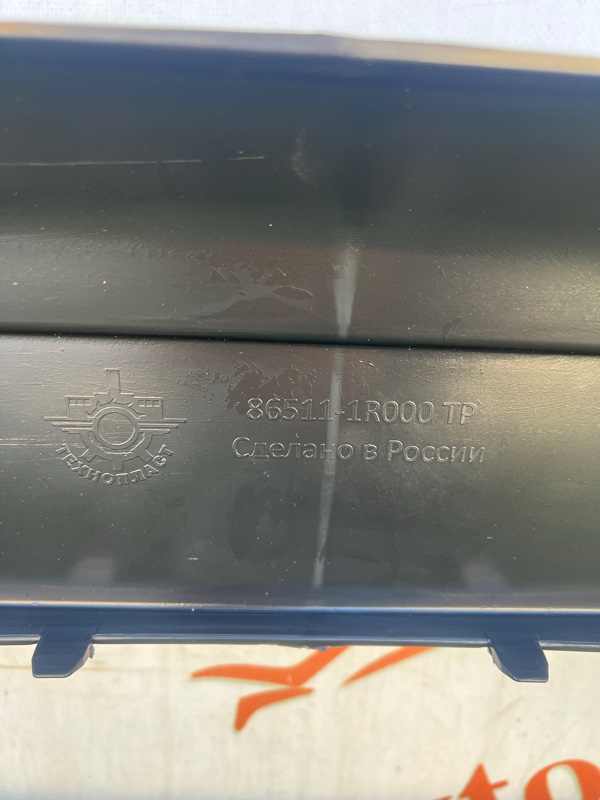 86511-1R000 TP
Сделано в России
ТЕХНОПЛАСТ